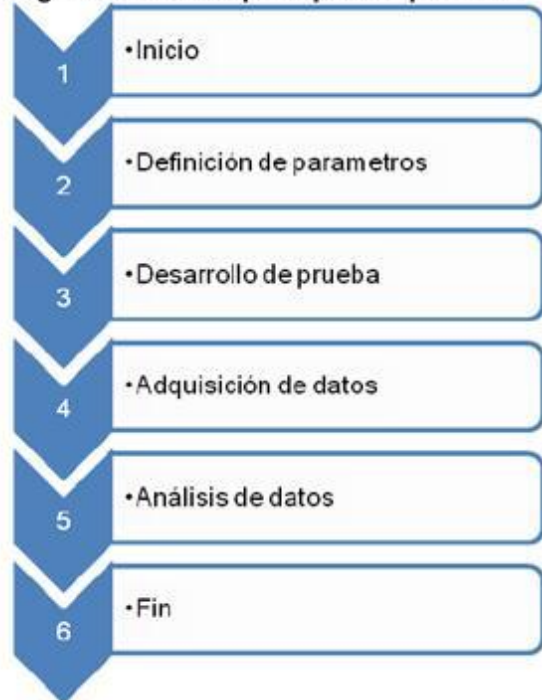 1
•Inicio
2
•Definición de parametros
3
•Desarrollo de prueba
4
•Adquisición de datos
5
•Análisis de datos
6
•Fin